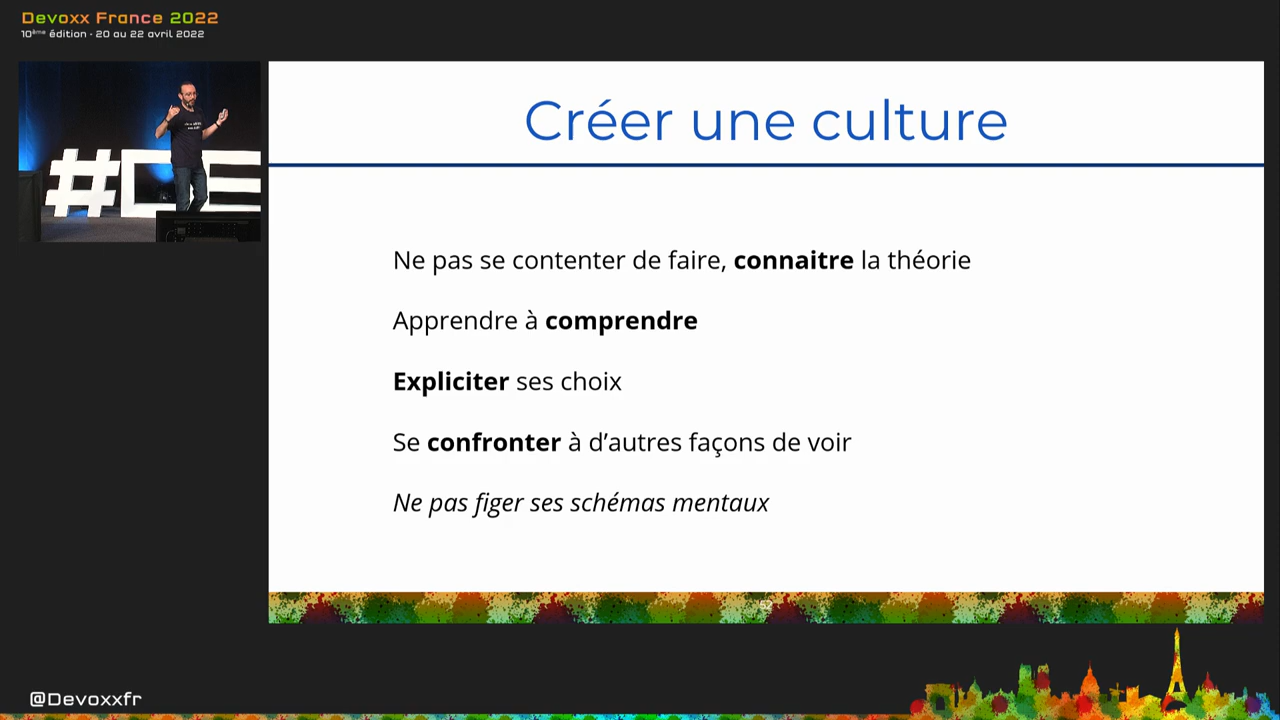 Devoxx France 2022
10ème édition - 20 au 22 avril 2022
#DE
Créer une culture
Ne pas se contenter de faire, connaitre la théorie
Apprendre à comprendre
Expliciter ses choix
Se confronter à d’autres façons de voir
Ne pas figer ses schémas mentaux
52
@Devoxxfr